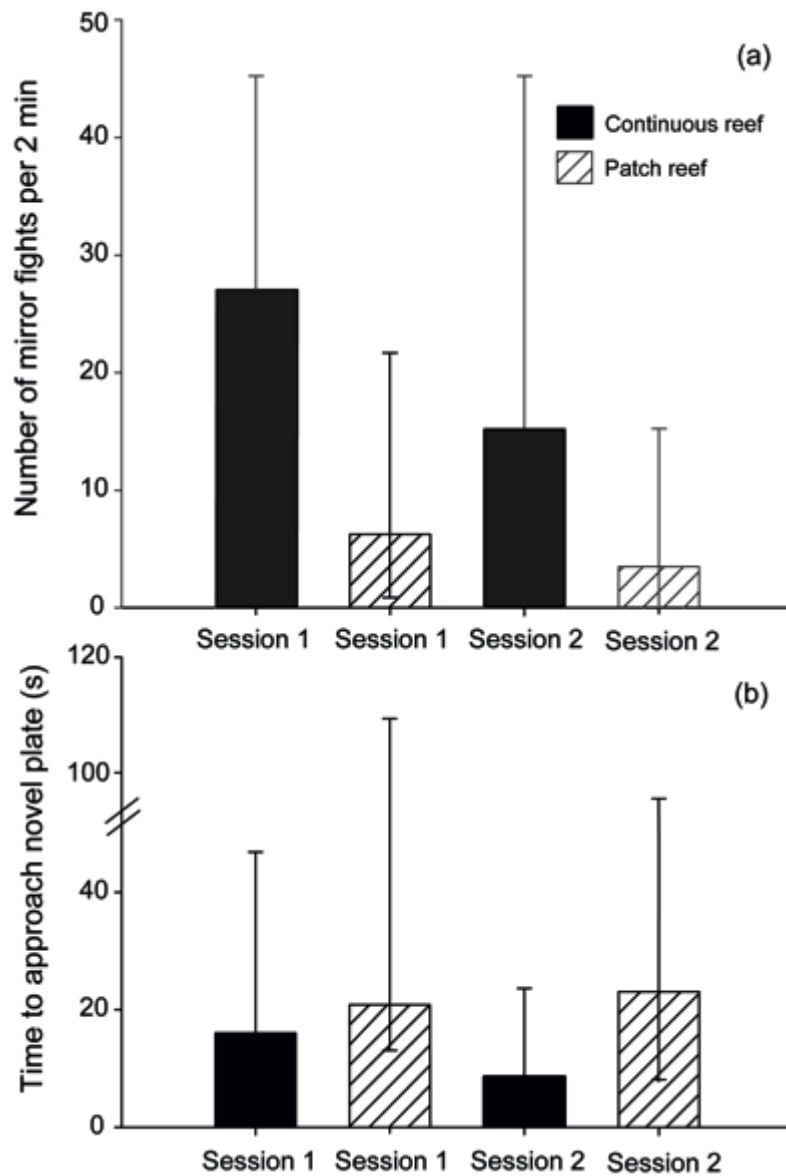 50
(a)
Continuous reef
40
Patch reef
30
20
10
0
Number of mirror fights per 2 min
Session 1 Session 1 Session 2 Session 2
120
(b)
100
40
20
0
Time to approach novel plate (s)
Session 1 Session 1 Session 2 Session 2